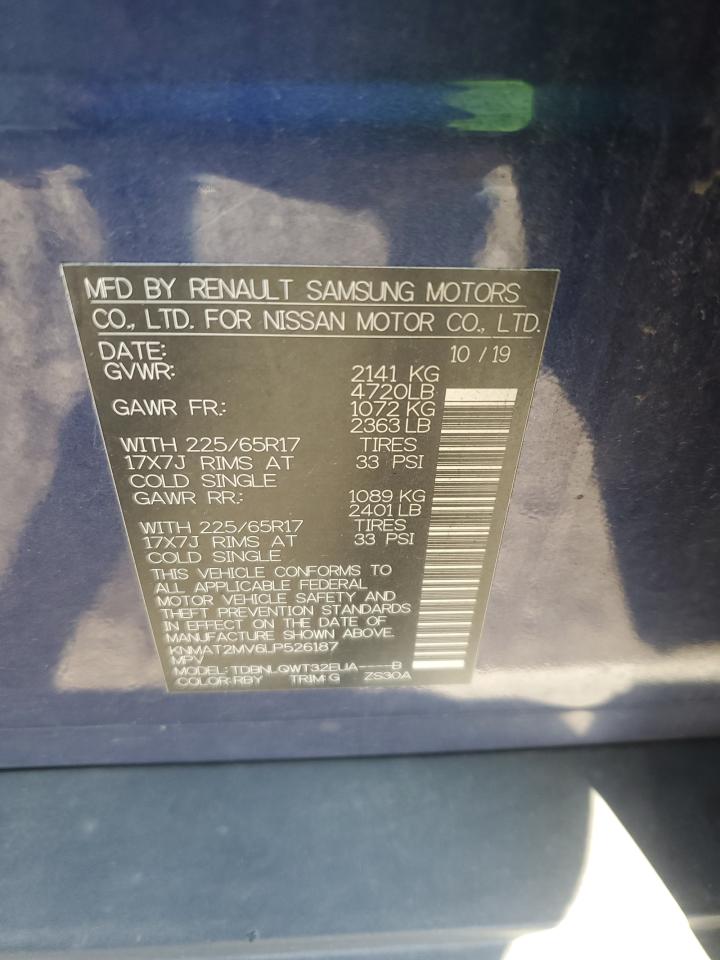 MFD BY RENAULT SAMSUNG MOTORS
CO., LTD. FOR NISSAN MOTOR CO., LTD.
DATE: 10 / 19
GVWR: 2141 KG
4720LB
GAWR FR.: 1072 KG
2363 LB
WITH 225/65R17 TIRES
17X7J RIMS AT 33 PSI
COLD SINGLE
GAWR RR.: 1089 KG
2401 LB
WITH 225/65R17 TIRES
17X7J RIMS AT 33 PSI
COLD SINGLE
THIS VEHICLE CONFORMS TO
ALL APPLICABLE FEDERAL
MOTOR VEHICLE SAFETY AND
THEFT PREVENTION STANDARDS
IN EFFECT ON THE DATE OF
MANUFACTURE SHOWN ABOVE.
KNMAT2MV6LP526187
MPV
MODEL: TDBNLQWT32EUA-----B
COLOR:RBY TRIM:G ZS30A